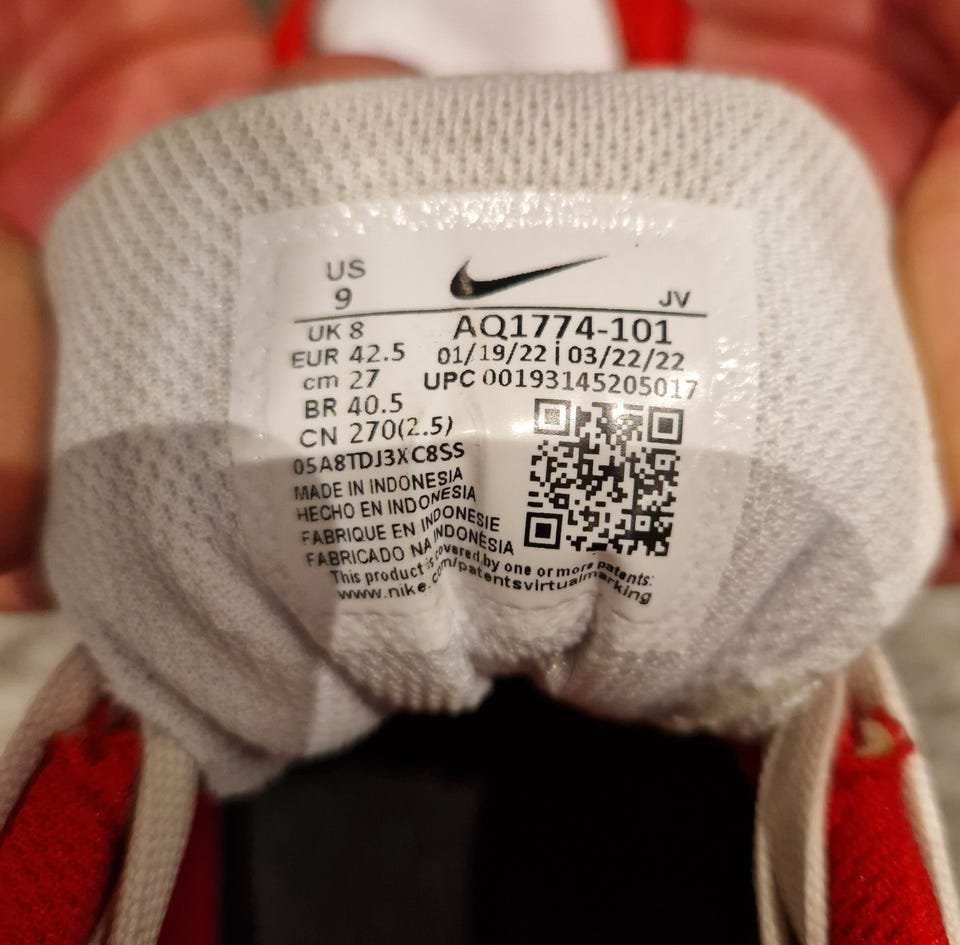 US
9
JV
UK 8
AQ1774-101
EUR 42.5
01/19/22 | 03/22/22
cm 27
UPC 00193145205017
BR 40.5
CN 270(2.5)
05A8TDJ3XC8SS
MADE IN INDONESIA
HECHO EN INDONESIA
FABRIQUE EN INDONESIE
FABRICADO NA INDONÉSIA
This product is covered by one or more patents:
www.nike.com/patentsvirtualmarking